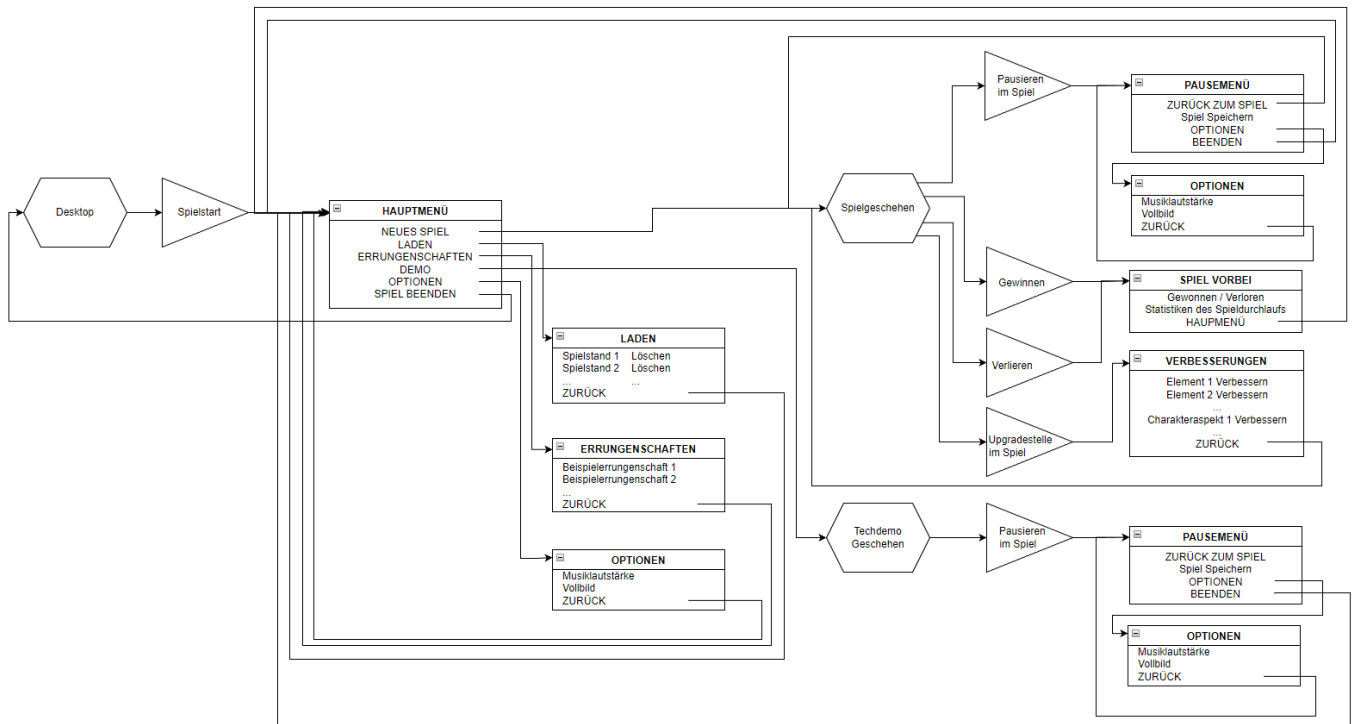 Desktop
Spielstart
HAUPTMENÜ
NEUES SPIEL
LADEN
ERRUNGENSCHAFTEN
DEMO
OPTIONEN
SPIEL BEENDEN
LADEN
Spielstand 1 Löschen
Spielstand 2 Löschen
... ...
ZURÜCK
ERRUNGENSCHAFTEN
Beispielerrungenschaft 1
Beispielerrungenschaft 2
...
ZURÜCK
OPTIONEN
Musiklautstärke
Vollbild
ZURÜCK
Spielgeschehen
Pausieren
im Spiel
PAUSEMENÜ
ZURÜCK ZUM SPIEL
Spiel Speichern
OPTIONEN
BEENDEN
OPTIONEN
Musiklautstärke
Vollbild
ZURÜCK
Gewinnen
SPIEL VORBEI
Gewonnen / Verloren
Statistiken des Spieldurchlaufs
HAUPMENÜ
Verlieren
VERBESSERUNGEN
Element 1 Verbessern
Element 2 Verbessern
...
Charakteraspekt 1 Verbessern
...
ZURÜCK
Upgradestelle
im Spiel
Techdemo
Geschehen
Pausieren
im Spiel
PAUSEMENÜ
ZURÜCK ZUM SPIEL
Spiel Speichern
OPTIONEN
BEENDEN
OPTIONEN
Musiklautstärke
Vollbild
ZURÜCK